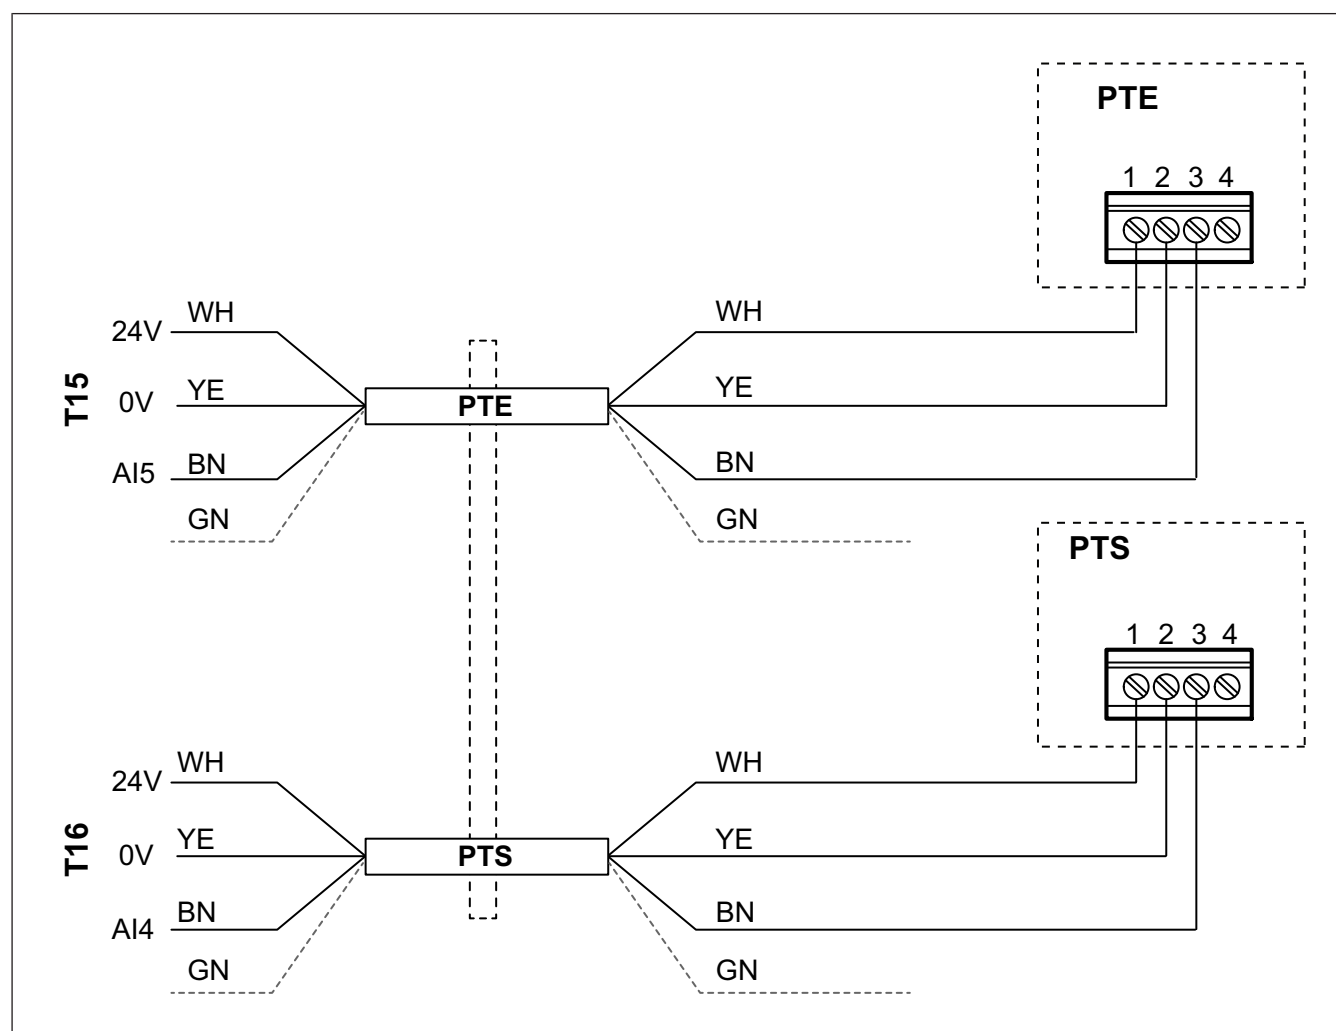 PTE
1 2 3 4
WH WH
24V
T15
YE YE
0V
PTE
BN BN
AI5
GN GN
PTS
1 2 3 4
WH WH
24V
T16
YE YE
0V
PTS
BN BN
AI4
GN GN